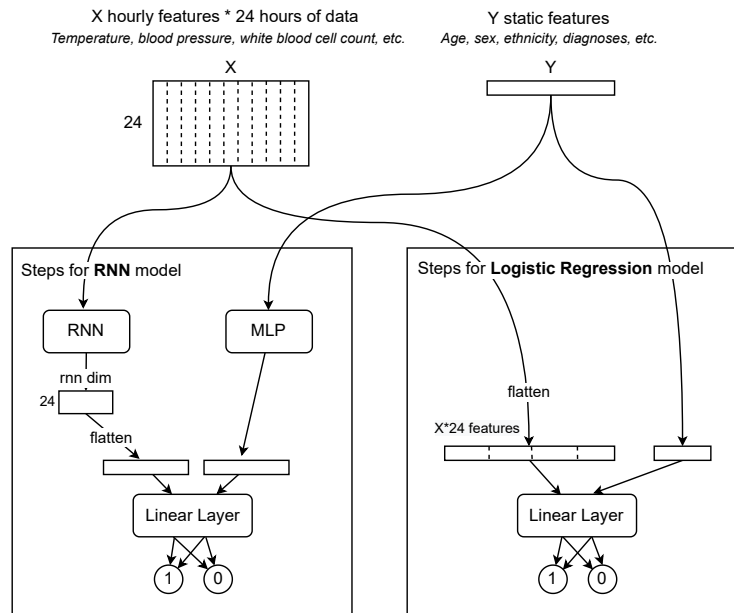 X hourly features * 24 hours of data
Temperature, blood pressure, white blood cell count, etc.
X
24
Y static features
Age, sex, ethnicity, diagnoses, etc.
Y
Steps for RNN model
RNN
MLP
rnn dim
24
flatten
Linear Layer
1
0
Steps for Logistic Regression model
flatten
X*24 features
Linear Layer
1
0